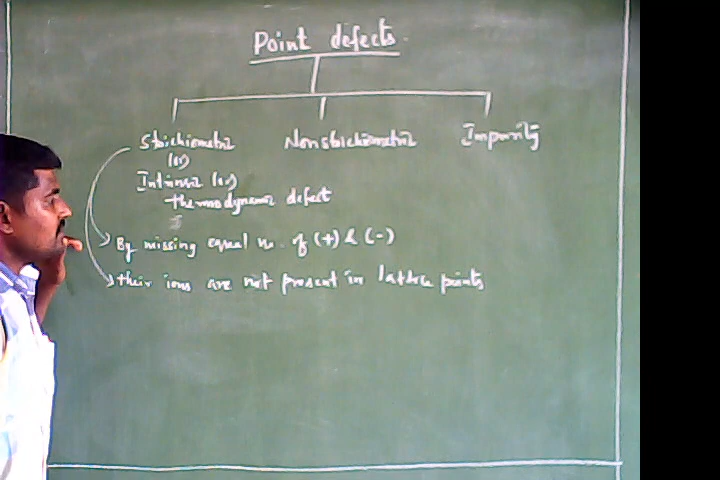 Point defects.
Stoichiometric Nonstoichiometric Impurity
(or)
Intrinsic (or)
thermodynamic defect
By missing equal no. of (+) & (-)
their ions are not present in lattice points